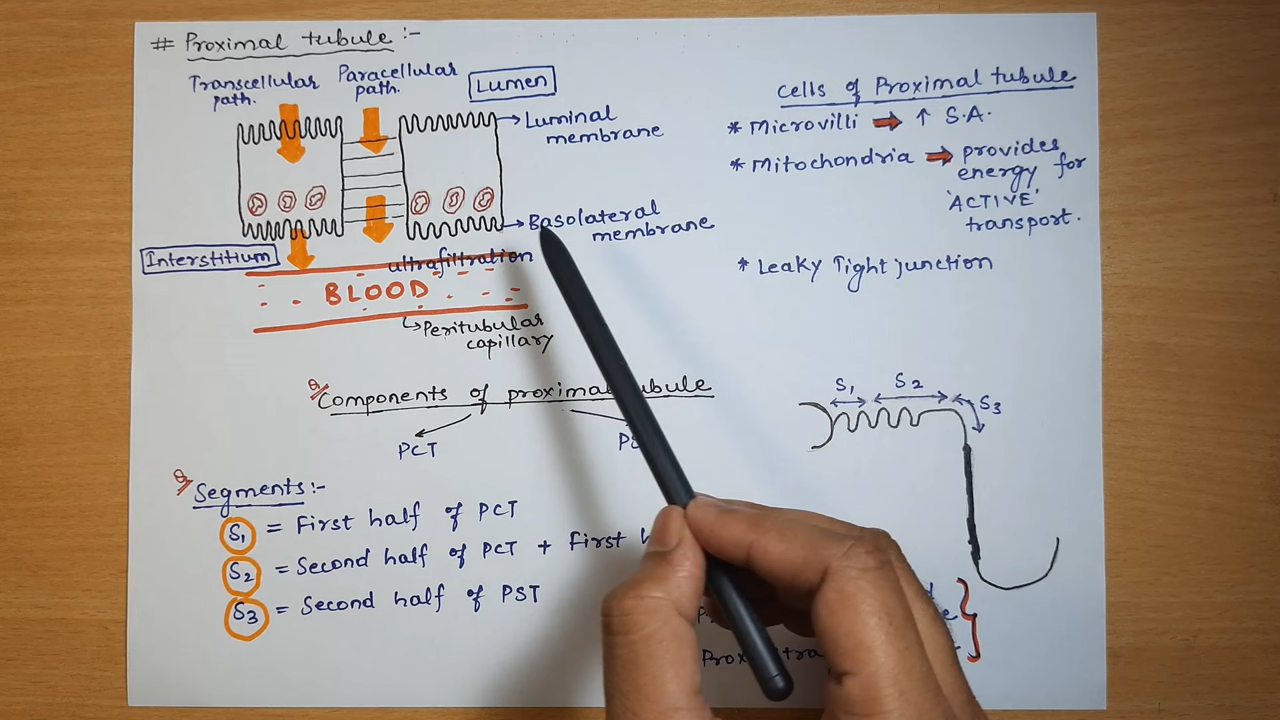 # Proximal tubule :-
Transcellular
path.
Paracellular
path.
Lumen
Luminal
membrane
Basolateral
membrane
Interstitium
ultrafiltration
BLOOD
Peritubular
capillary
Cells of Proximal tubule
* Microvilli → ↑ S.A.
* Mitochondria → provides
energy for
'ACTIVE'
transport.
* Leaky Tight junction
Components of proximal tubule
PCT
Segments:-
S₁ = First half of PCT
S₂ = Second half of PCT + First
S₃ = Second half of PST
S₁
S₂
S₃